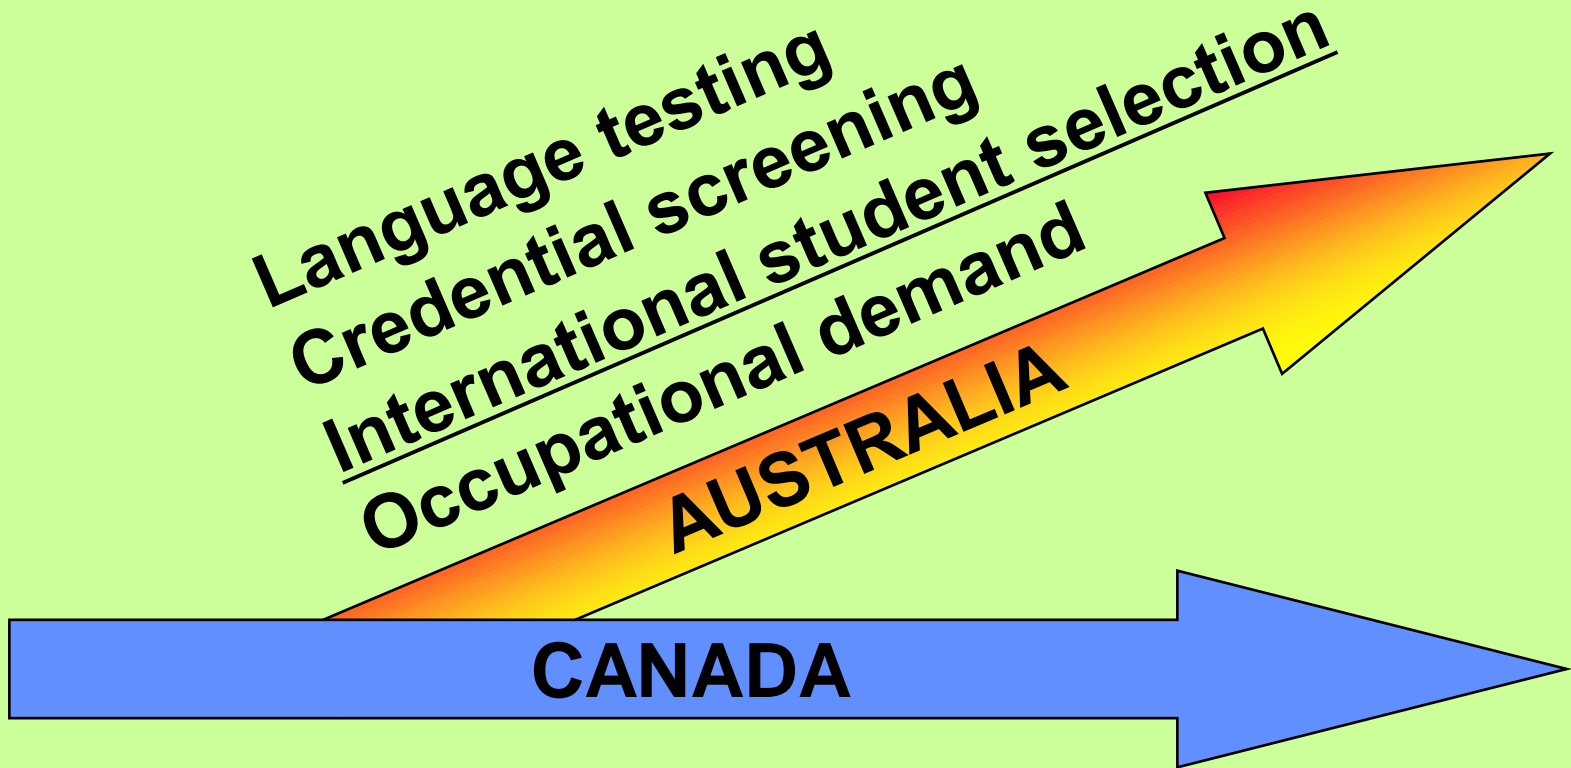 Language testing
Credential screening
International student selection
Occupational demand
AUSTRALIA
CANADA